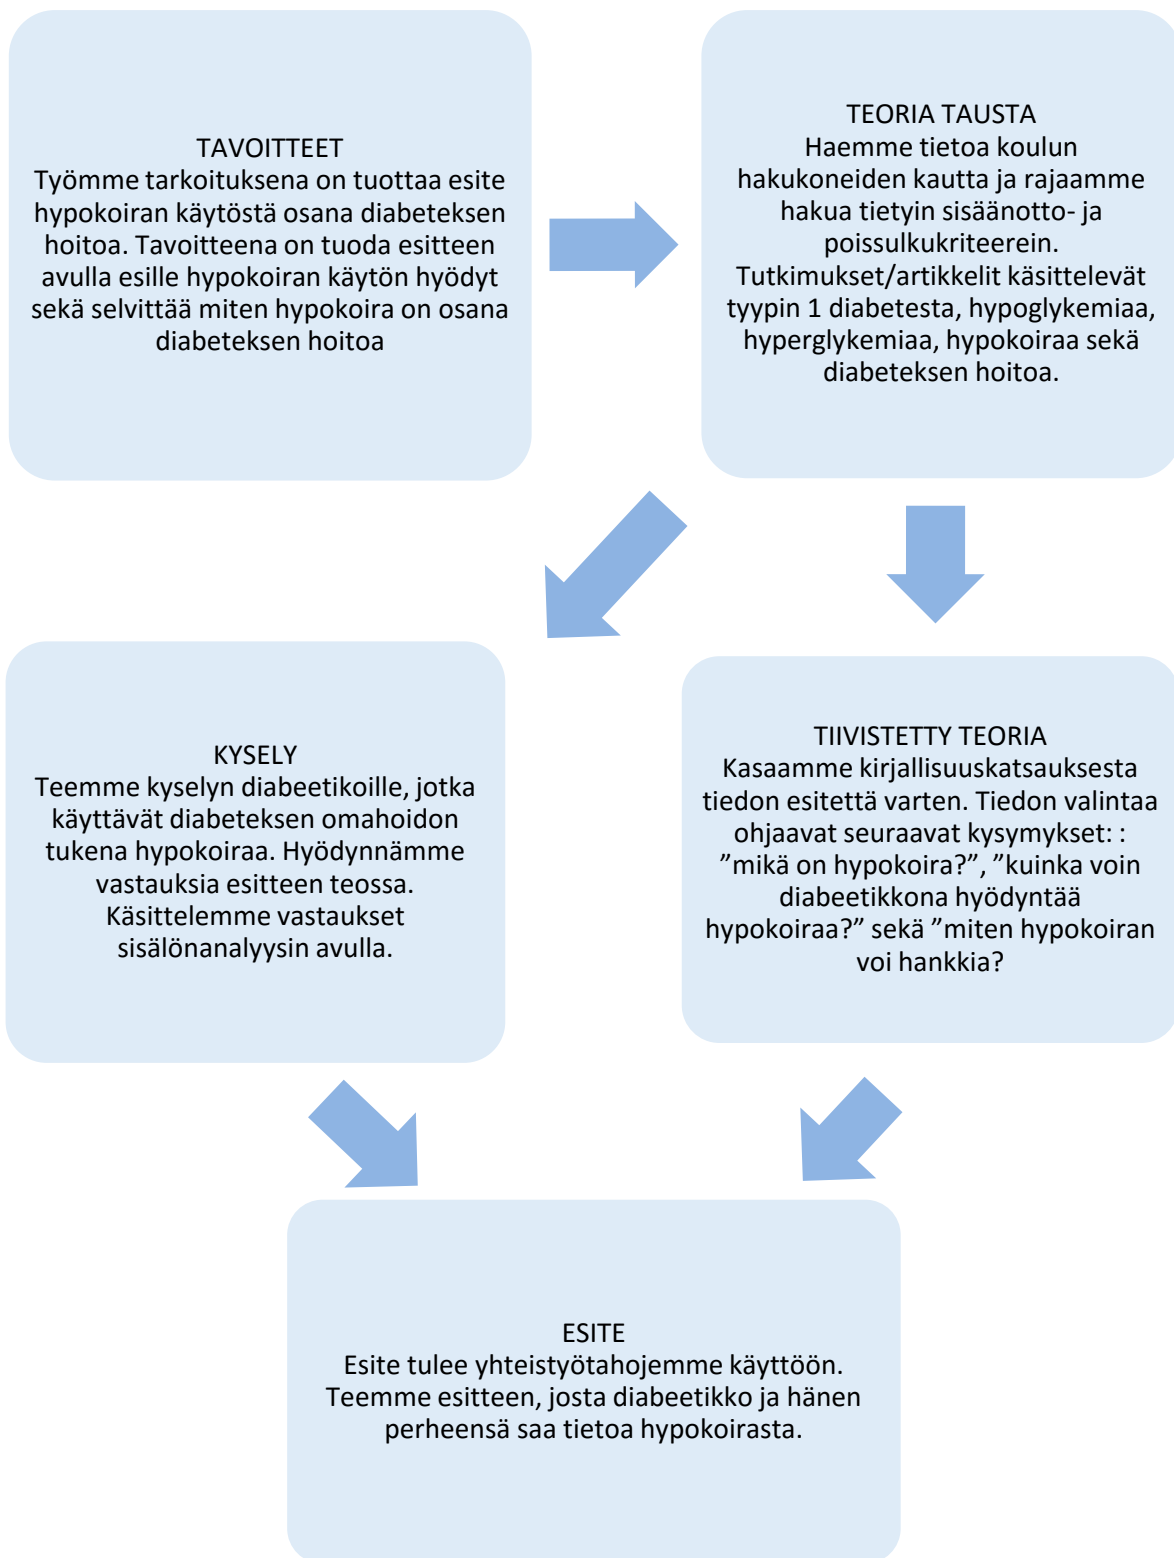 TAVOITTEET
Työmme tarkoituksena on tuottaa esite
hypokoiran käytöstä osana diabeteksen
hoitoa. Tavoitteena on tuoda esitteen
avulla esille hypokoiran käytön hyödyt
sekä selvittää miten hypokoira on osana
diabeteksen hoitoa
TEORIA TAUSTA
Haemme tietoa koulun
hakukoneiden kautta ja rajaamme
hakua tietyin sisäänotto- ja
poissulkukriteerein.
Tutkimukset/artikkelit käsittelevät
tyypin 1 diabetesta, hypoglykemiaa,
hyperglykemiaa, hypokoiraa sekä
diabeteksen hoitoa.
KYSELY
Teemme kyselyn diabeetikoille, jotka
käyttävät diabeteksen omahoidon
tukena hypokoiraa. Hyödynnämme
vastauksia esitteen teossa.
Käsittelemme vastaukset
sisälönanalyysin avulla.
TIIVISTETTY TEORIA
Kasaamme kirjallisuuskatsauksesta
tiedon esitettä varten. Tiedon valintaa
ohjaavat seuraavat kysymykset: :
”mikä on hypokoira?”, ”kuinka voin
diabeetikkona hyödyntää
hypokoiraa?” sekä ”miten hypokoiran
voi hankkia?
ESITE
Esite tulee yhteistyötahojemme käyttöön.
Teemme esitteen, josta diabeetikko ja hänen
perheensä saa tietoa hypokoirasta.